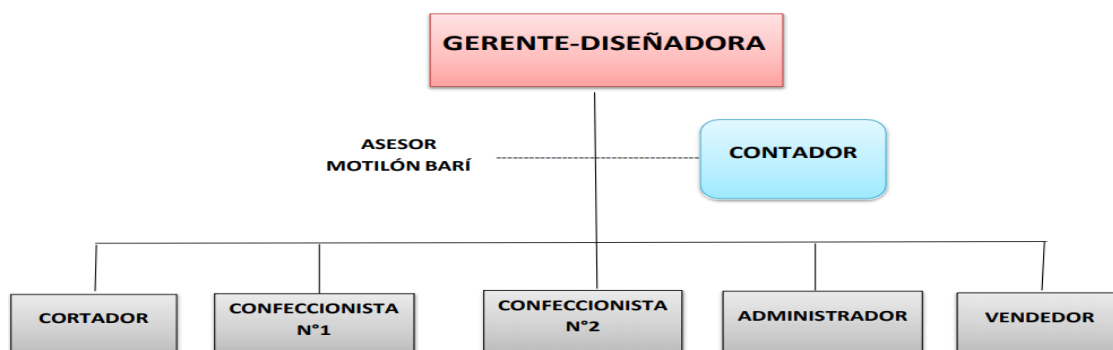 GERENTE-DISEÑADORA
ASESOR
MOTILÓN BARÍ
CONTADOR
CORTADOR
CONFECCIONISTA
N°1
CONFECCIONISTA
N°2
ADMINISTRADOR
VENDEDOR